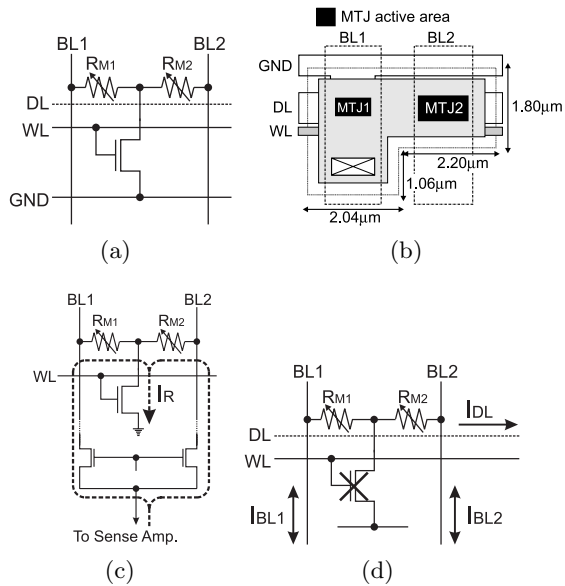 BL1 BL2
RM1 RM2
DL
WL
GND
(a)
MTJ active area
BL1 BL2
GND
DL
WL
MTJ1
MTJ2
1.80μm
2.20μm
1.06μm
2.04μm
(b)
BL1 BL2
RM1 RM2
WL
IR
To Sense Amp.
(c)
BL1 BL2
RM1 RM2
IDL
DL
WL
IBL1 IBL2
(d)